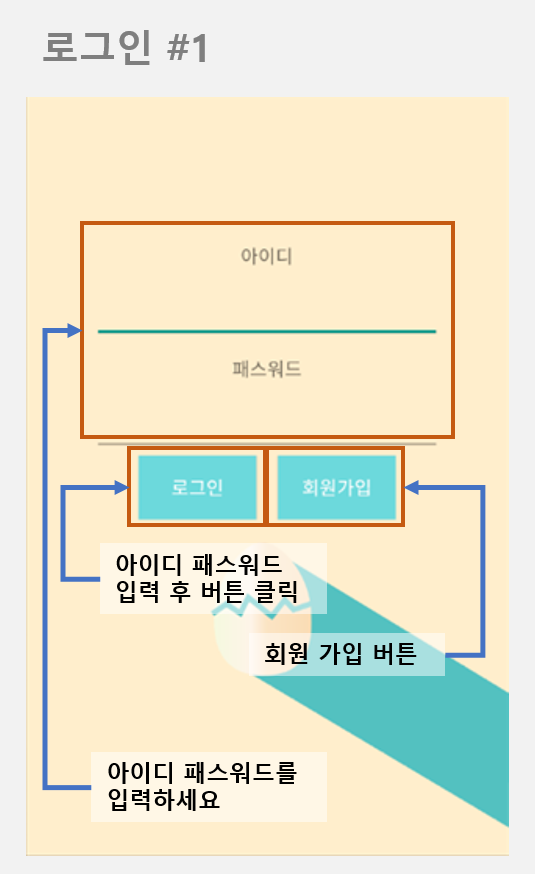 로그인 #1
아이디
패스워드
로그인
회원가입
아이디 패스워드
입력 후 버튼 클릭
회원 가입 버튼
아이디 패스워드를
입력하세요